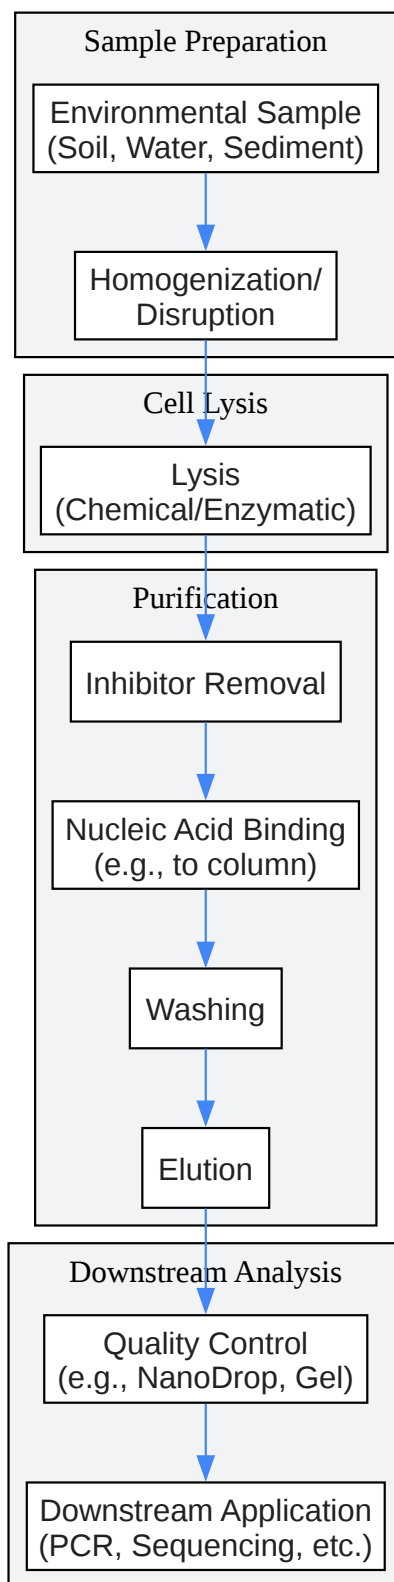 Sample Preparation
Environmental Sample
(Soil, Water, Sediment)
Homogenization/
Disruption
Cell Lysis
Lysis
(Chemical/Enzymatic)
Purification
Inhibitor Removal
Nucleic Acid Binding
(e.g., to column)
Washing
Elution
Downstream Analysis
Quality Control
(e.g., NanoDrop, Gel)
Downstream Application
(PCR, Sequencing, etc.)